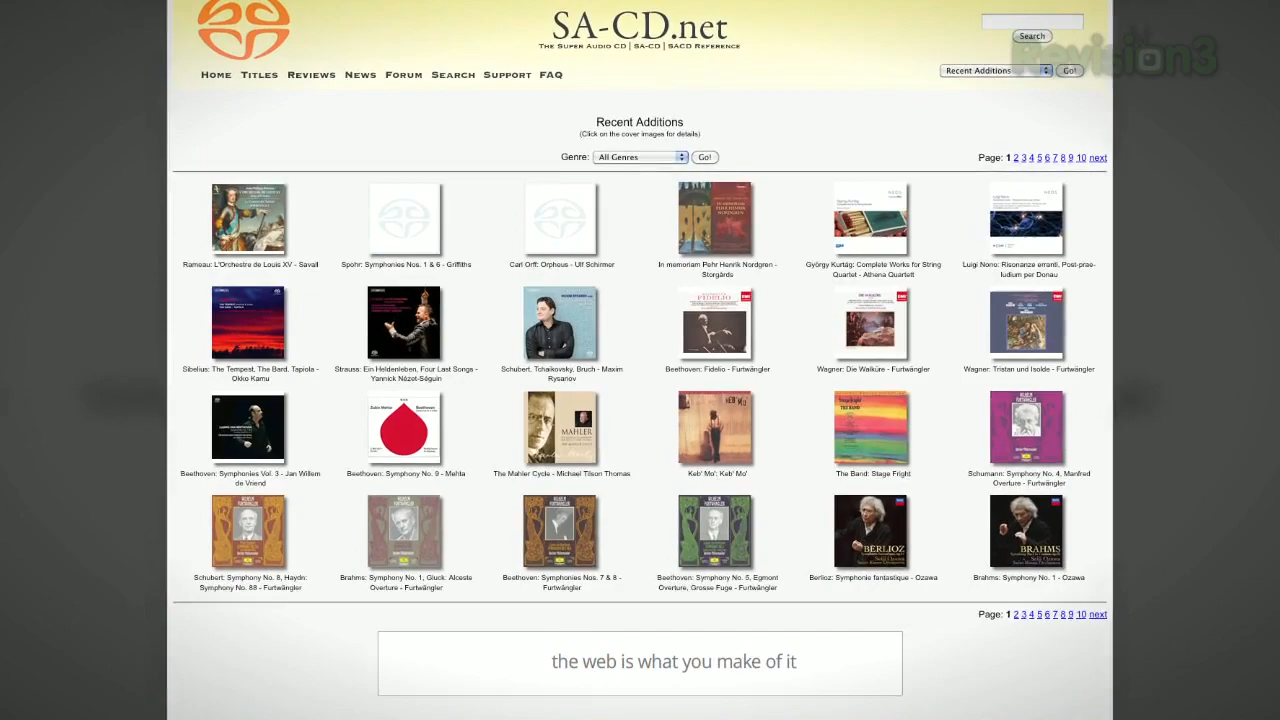 SA-CD.net
The Super Audio CD | SA-CD | SACD Reference
Search
Revision3
Home Titles Reviews News Forum Search Support FAQ
Recent Additions Go!
Recent Additions
(Click on the cover images for details)
Genre: All Genres Go!
Page: 1 2 3 4 5 6 7 8 9 10 next
Rameau: L'Orchestre de Louis XV - Savall
Spohr: Symphonies Nos. 1 & 6 - Griffiths
Carl Orff: Orpheus - Ulf Schirmer
In memoriam Pehr Henrik Nordgren -
Storgårds
György Kurtág: Complete Works for String
Quartet - Athena Quartett
Luigi Nono: Risonanze erranti, Post-prae-
ludium per Donau
Sibelius: The Tempest, The Bard, Tapiola -
Okko Kamu
Strauss: Ein Heldenleben, Four Last Songs -
Yannick Nézet-Séguin
Schubert, Tchaikovsky, Bruch - Maxim
Rysanov
FIDELIO
Beethoven: Fidelio - Furtwängler
Wagner: Die Walküre - Furtwängler
Wagner: Tristan und Isolde - Furtwängler
Beethoven: Symphonies Vol. 3 - Jan Willem
de Vriend
Beethoven: Symphony No. 9 - Mehta
MAHLER
The Mahler Cycle - Michael Tilson Thomas
KEB' MO'
Keb' Mo': Keb' Mo'
THE BAND
The Band: Stage Fright
Schumann: Symphony No. 4, Manfred
Overture - Furtwängler
Schubert: Symphony No. 8, Haydn:
Symphony No. 88 - Furtwängler
Brahms: Symphony No. 1, Gluck: Alceste
Overture - Furtwängler
Beethoven: Symphonies Nos. 7 & 8 -
Furtwängler
Beethoven: Symphony No. 5, Egmont
Overture, Grosse Fuge - Furtwängler
BERLIOZ
Berlioz: Symphonie fantastique - Ozawa
BRAHMS
Brahms: Symphony No. 1 - Ozawa
Page: 1 2 3 4 5 6 7 8 9 10 next
the web is what you make of it